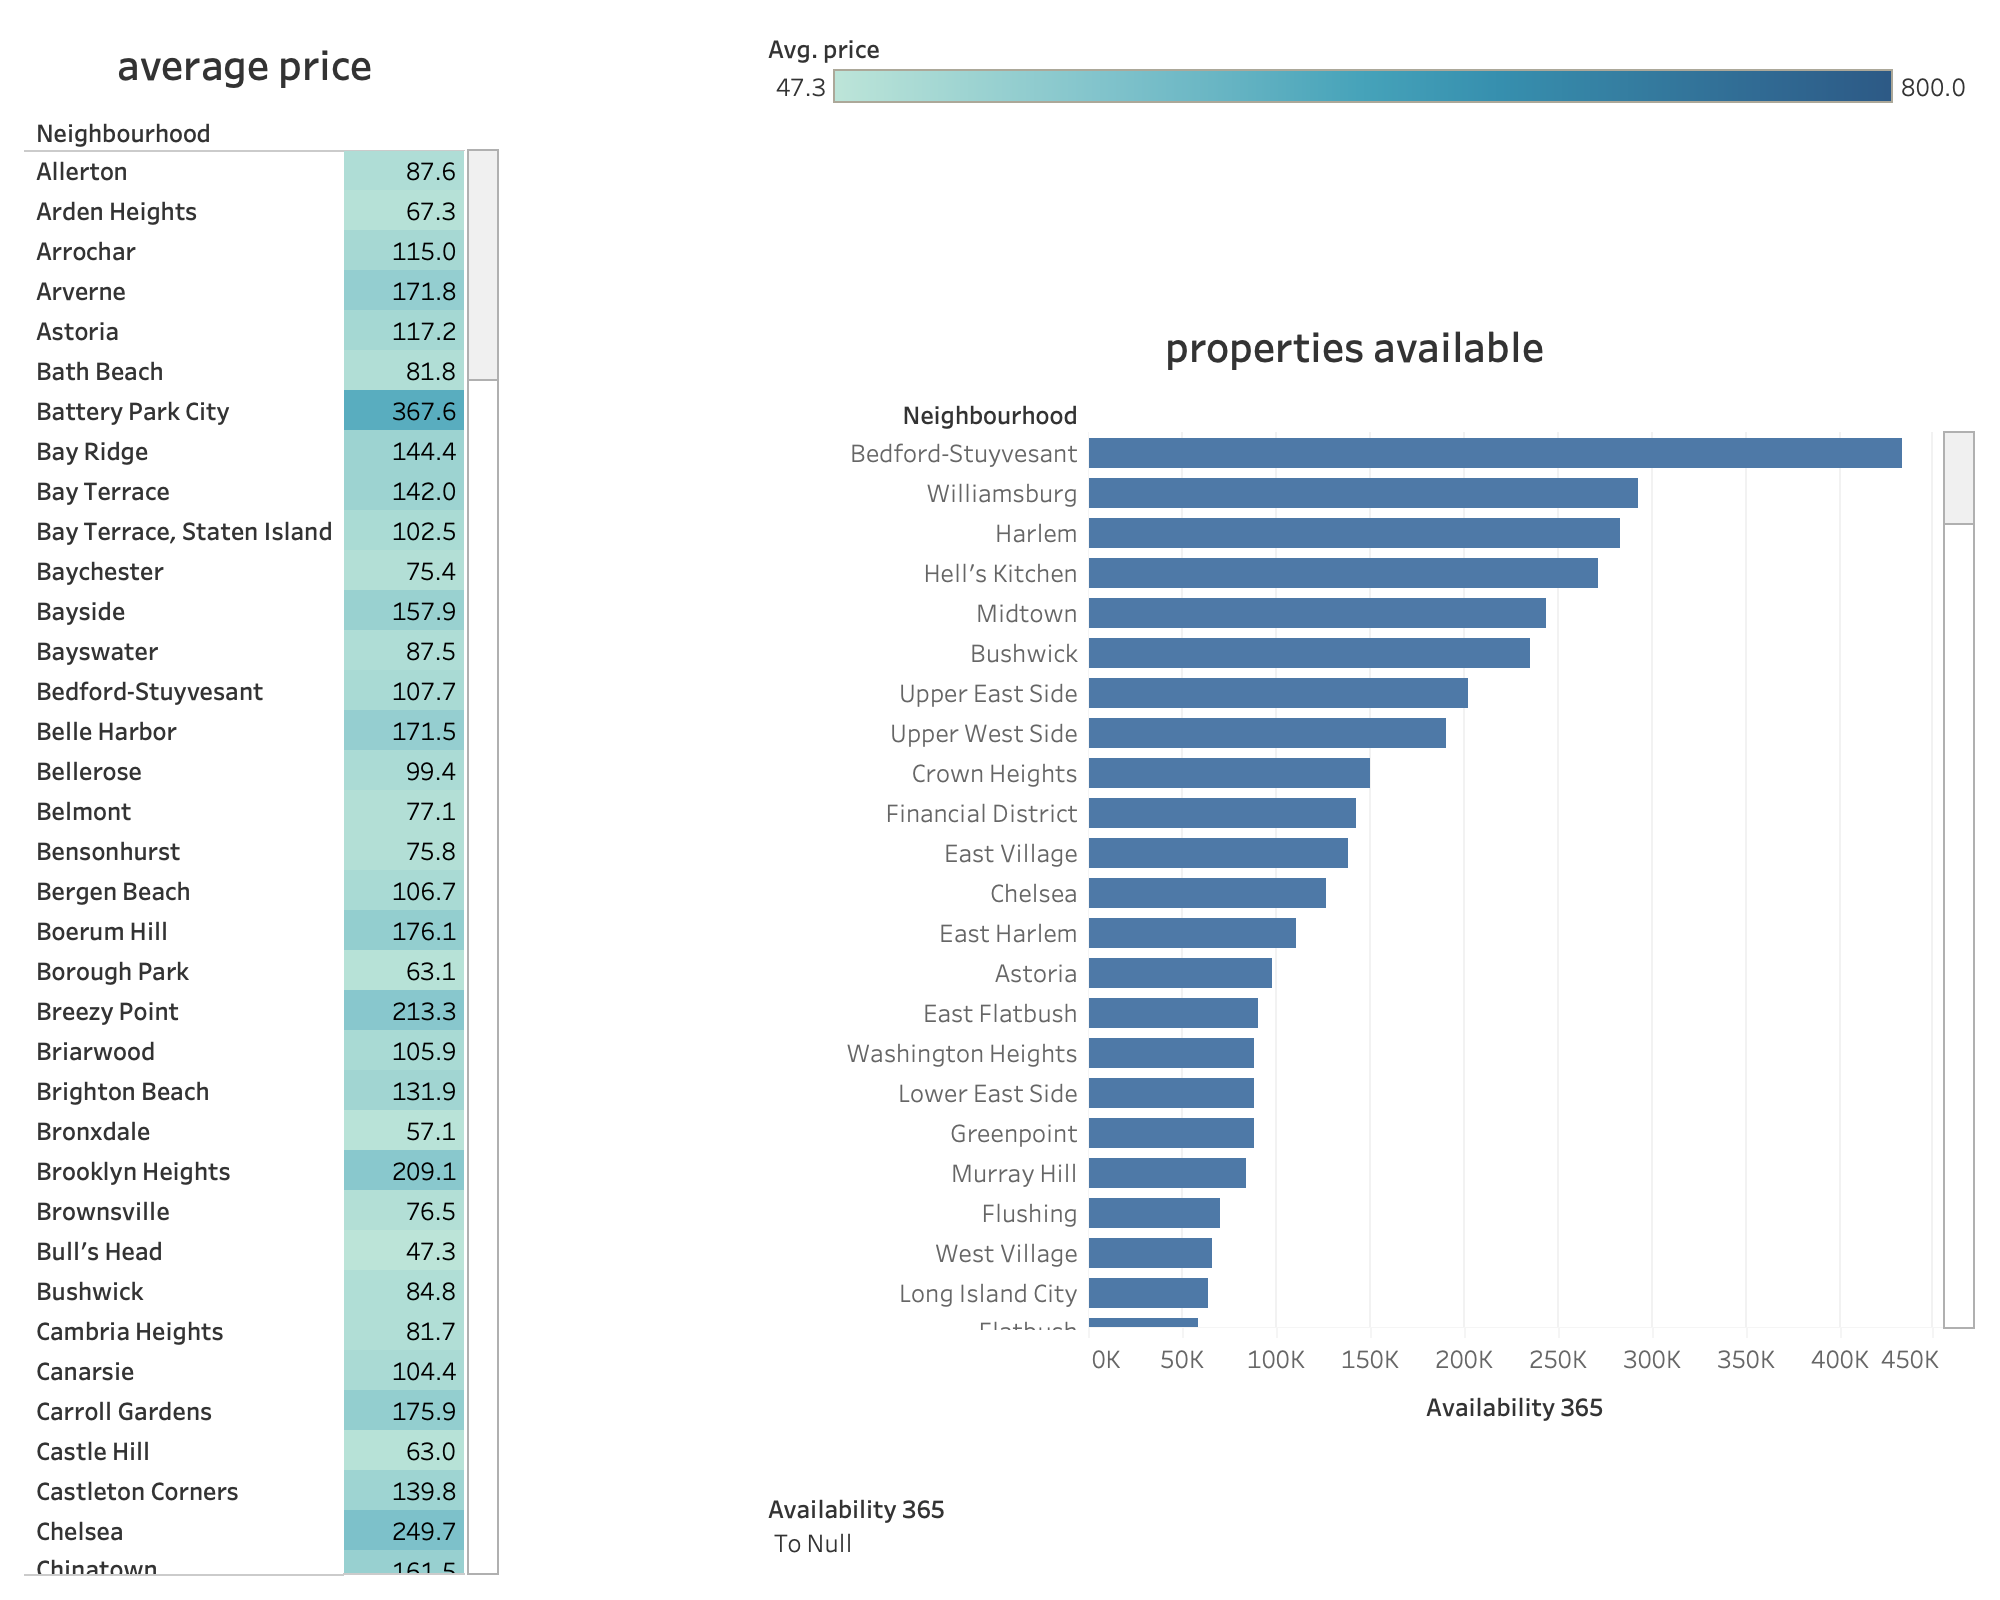 average price
Neighbourhood
Allerton 87.6
Arden Heights 67.3
Arrochar 115.0
Arverne 171.8
Astoria 117.2
Bath Beach 81.8
Battery Park City 367.6
Bay Ridge 144.4
Bay Terrace 142.0
Bay Terrace, Staten Island 102.5
Baychester 75.4
Bayside 157.9
Bayswater 87.5
Bedford-Stuyvesant 107.7
Belle Harbor 171.5
Bellerose 99.4
Belmont 77.1
Bensonhurst 75.8
Bergen Beach 106.7
Boerum Hill 176.1
Borough Park 63.1
Breezy Point 213.3
Briarwood 105.9
Brighton Beach 131.9
Bronxdale 57.1
Brooklyn Heights 209.1
Brownsville 76.5
Bull's Head 47.3
Bushwick 84.8
Cambria Heights 81.7
Canarsie 104.4
Carroll Gardens 175.9
Castle Hill 63.0
Castleton Corners 139.8
Chelsea 249.7
Chinatown 161.5
Avg. price
47.3 800.0
properties available
Neighbourhood
Bedford-Stuyvesant
Williamsburg
Harlem
Hell's Kitchen
Midtown
Bushwick
Upper East Side
Upper West Side
Crown Heights
Financial District
East Village
Chelsea
East Harlem
Astoria
East Flatbush
Washington Heights
Lower East Side
Greenpoint
Murray Hill
Flushing
West Village
Long Island City
Flatbush
0K 50K 100K 150K 200K 250K 300K 350K 400K 450K
Availability 365
Availability 365
To Null